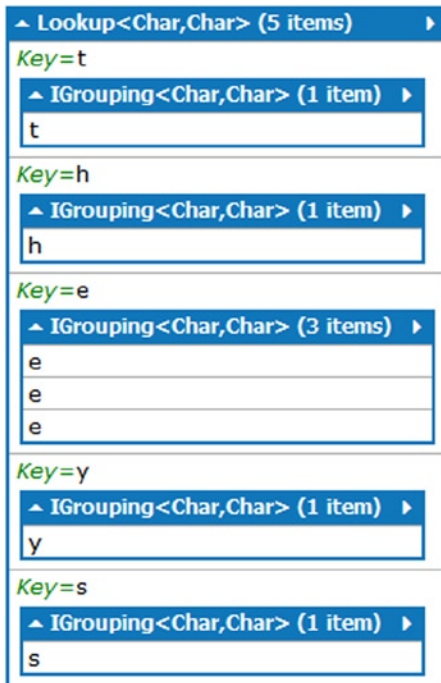 Lookup<Char,Char> (5 items)
Key=t
IGrouping<Char,Char> (1 item)
t
Key=h
IGrouping<Char,Char> (1 item)
h
Key=e
IGrouping<Char,Char> (3 items)
e
e
e
Key=y
IGrouping<Char,Char> (1 item)
y
Key=s
IGrouping<Char,Char> (1 item)
s